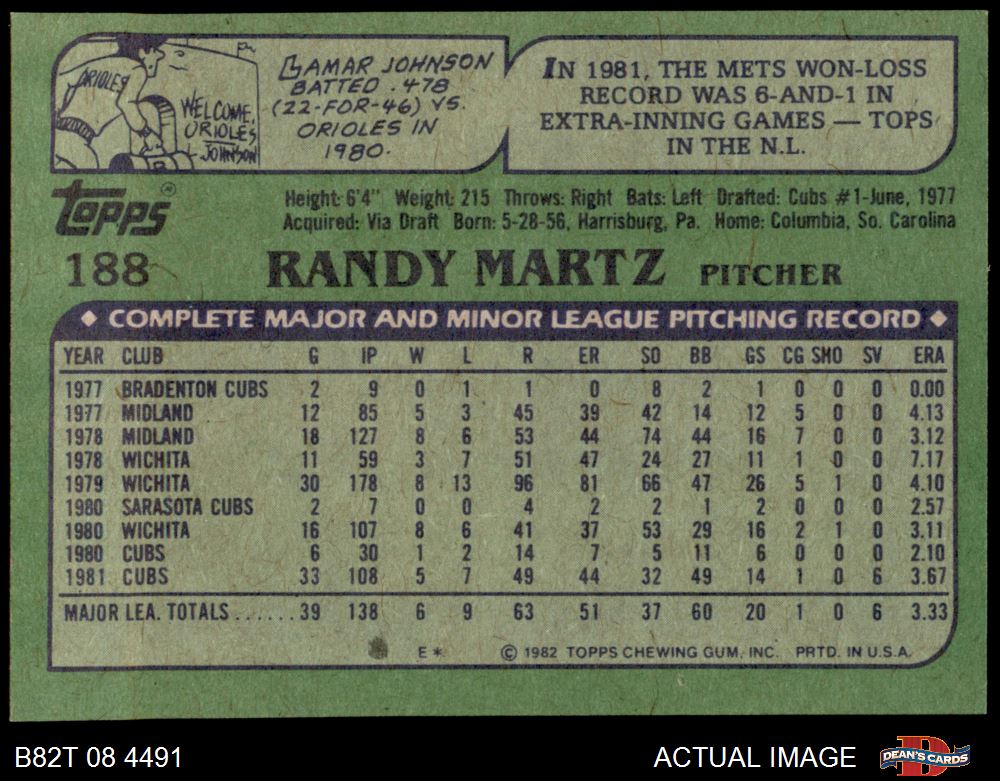 ORIOLES
WELCOME,
ORIOLES
L. JOHNSON
LAMAR JOHNSON
BATTED .478
(22-FOR-46) VS.
ORIOLES IN
1980.
IN 1981, THE METS WON-LOSS
RECORD WAS 6-AND-1 IN
EXTRA-INNING GAMES — TOPS
IN THE N.L.
TOPPS ®
Height: 6'4" Weight: 215 Throws: Right Bats: Left Drafted: Cubs #1-June, 1977
Acquired: Via Draft Born: 5-28-56, Harrisburg, Pa. Home: Columbia, So. Carolina
188 RANDY MARTZ PITCHER
◆ COMPLETE MAJOR AND MINOR LEAGUE PITCHING RECORD ◆
YEAR CLUB G IP W L R ER SO BB GS CG SHO SV ERA
1977 BRADENTON CUBS 2 9 0 1 1 0 8 2 1 0 0 0 0.00
1977 MIDLAND 12 85 5 3 45 39 42 14 12 5 0 0 4.13
1978 MIDLAND 18 127 8 6 53 44 74 44 16 7 0 0 3.12
1978 WICHITA 11 59 3 7 51 47 24 27 11 1 0 0 7.17
1979 WICHITA 30 178 8 13 96 81 66 47 26 5 1 0 4.10
1980 SARASOTA CUBS 2 7 0 0 4 2 2 1 2 0 0 0 2.57
1980 WICHITA 16 107 8 6 41 37 53 29 16 2 1 0 3.11
1980 CUBS 6 30 1 2 14 7 5 11 6 0 0 0 2.10
1981 CUBS 33 108 5 7 49 44 32 49 14 1 0 6 3.67
MAJOR LEA. TOTALS......39 138 6 9 63 51 37 60 20 1 0 6 3.33
E* © 1982 TOPPS CHEWING GUM, INC. PRTD. IN U.S.A.
B82T 08 4491 ACTUAL IMAGE DEAN'S CARDS